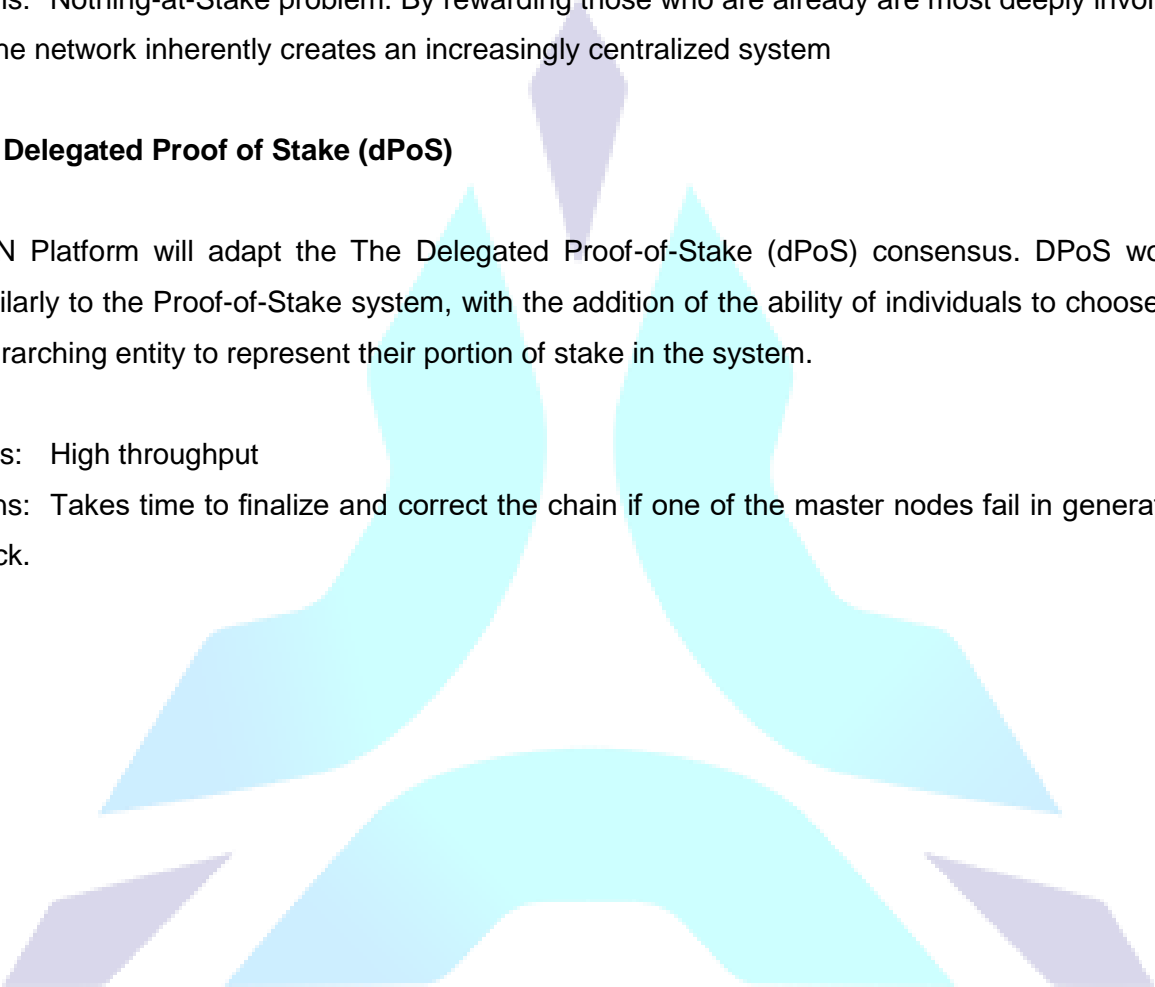 s: Nothing-at-Stake problem. By rewarding those who are already are most deeply invol
ne network inherently creates an increasingly centralized system
Delegated Proof of Stake (dPoS)
N Platform will adapt the The Delegated Proof-of-Stake (dPoS) consensus. DPoS wo
ilarly to the Proof-of-Stake system, with the addition of the ability of individuals to choose
rarching entity to represent their portion of stake in the system.
s: High throughput
ns: Takes time to finalize and correct the chain if one of the master nodes fail in generat
ck.